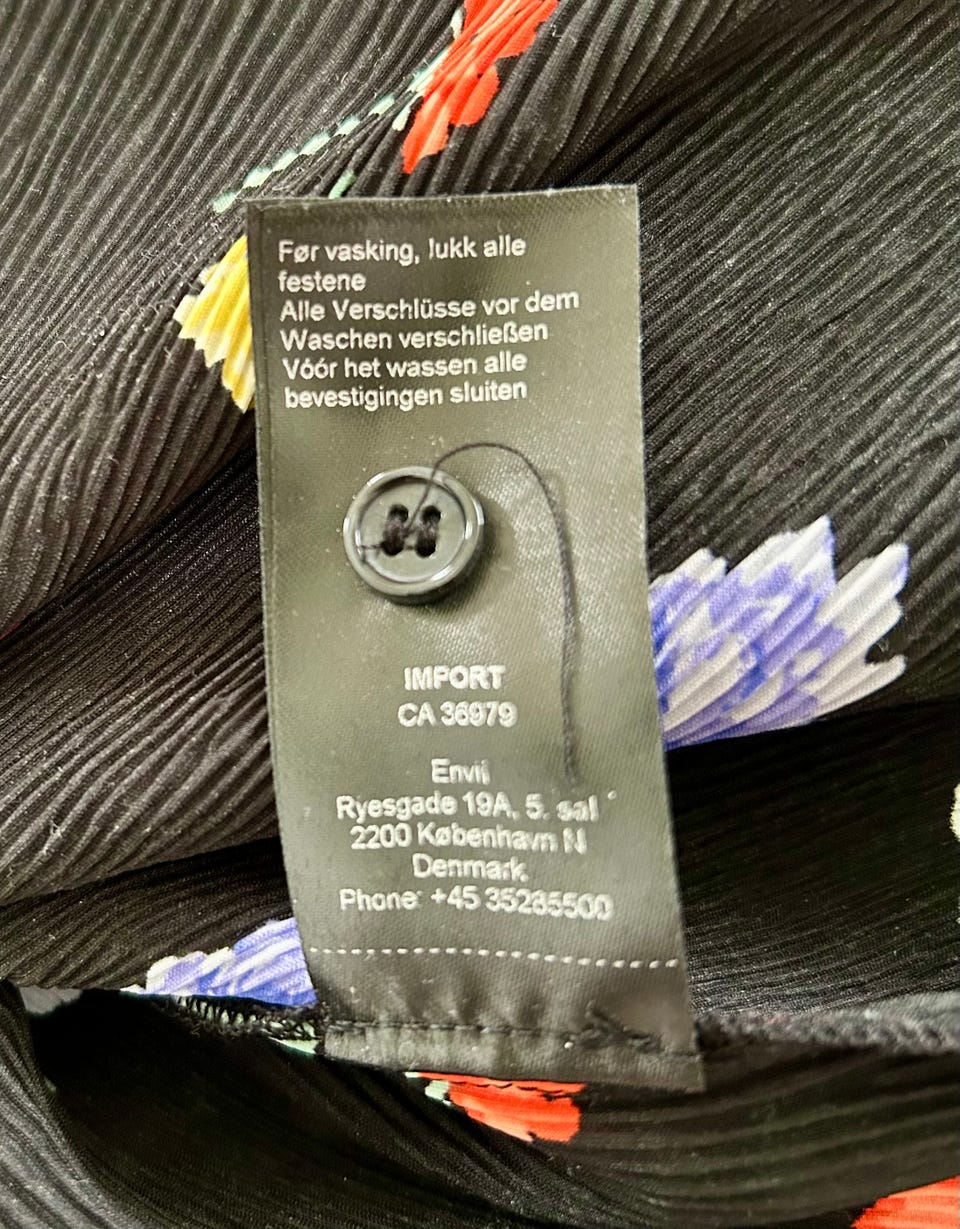 Før vasking, lukk alle
festene
Alle Verschlüsse vor dem
Waschen verschließen
Vóór het wassen alle
bevestigingen sluiten
IMPORT
CA 36979
Envii
Ryesgade 19A, 5. sal
2200 København N
Denmark
Phone: +45 35285500